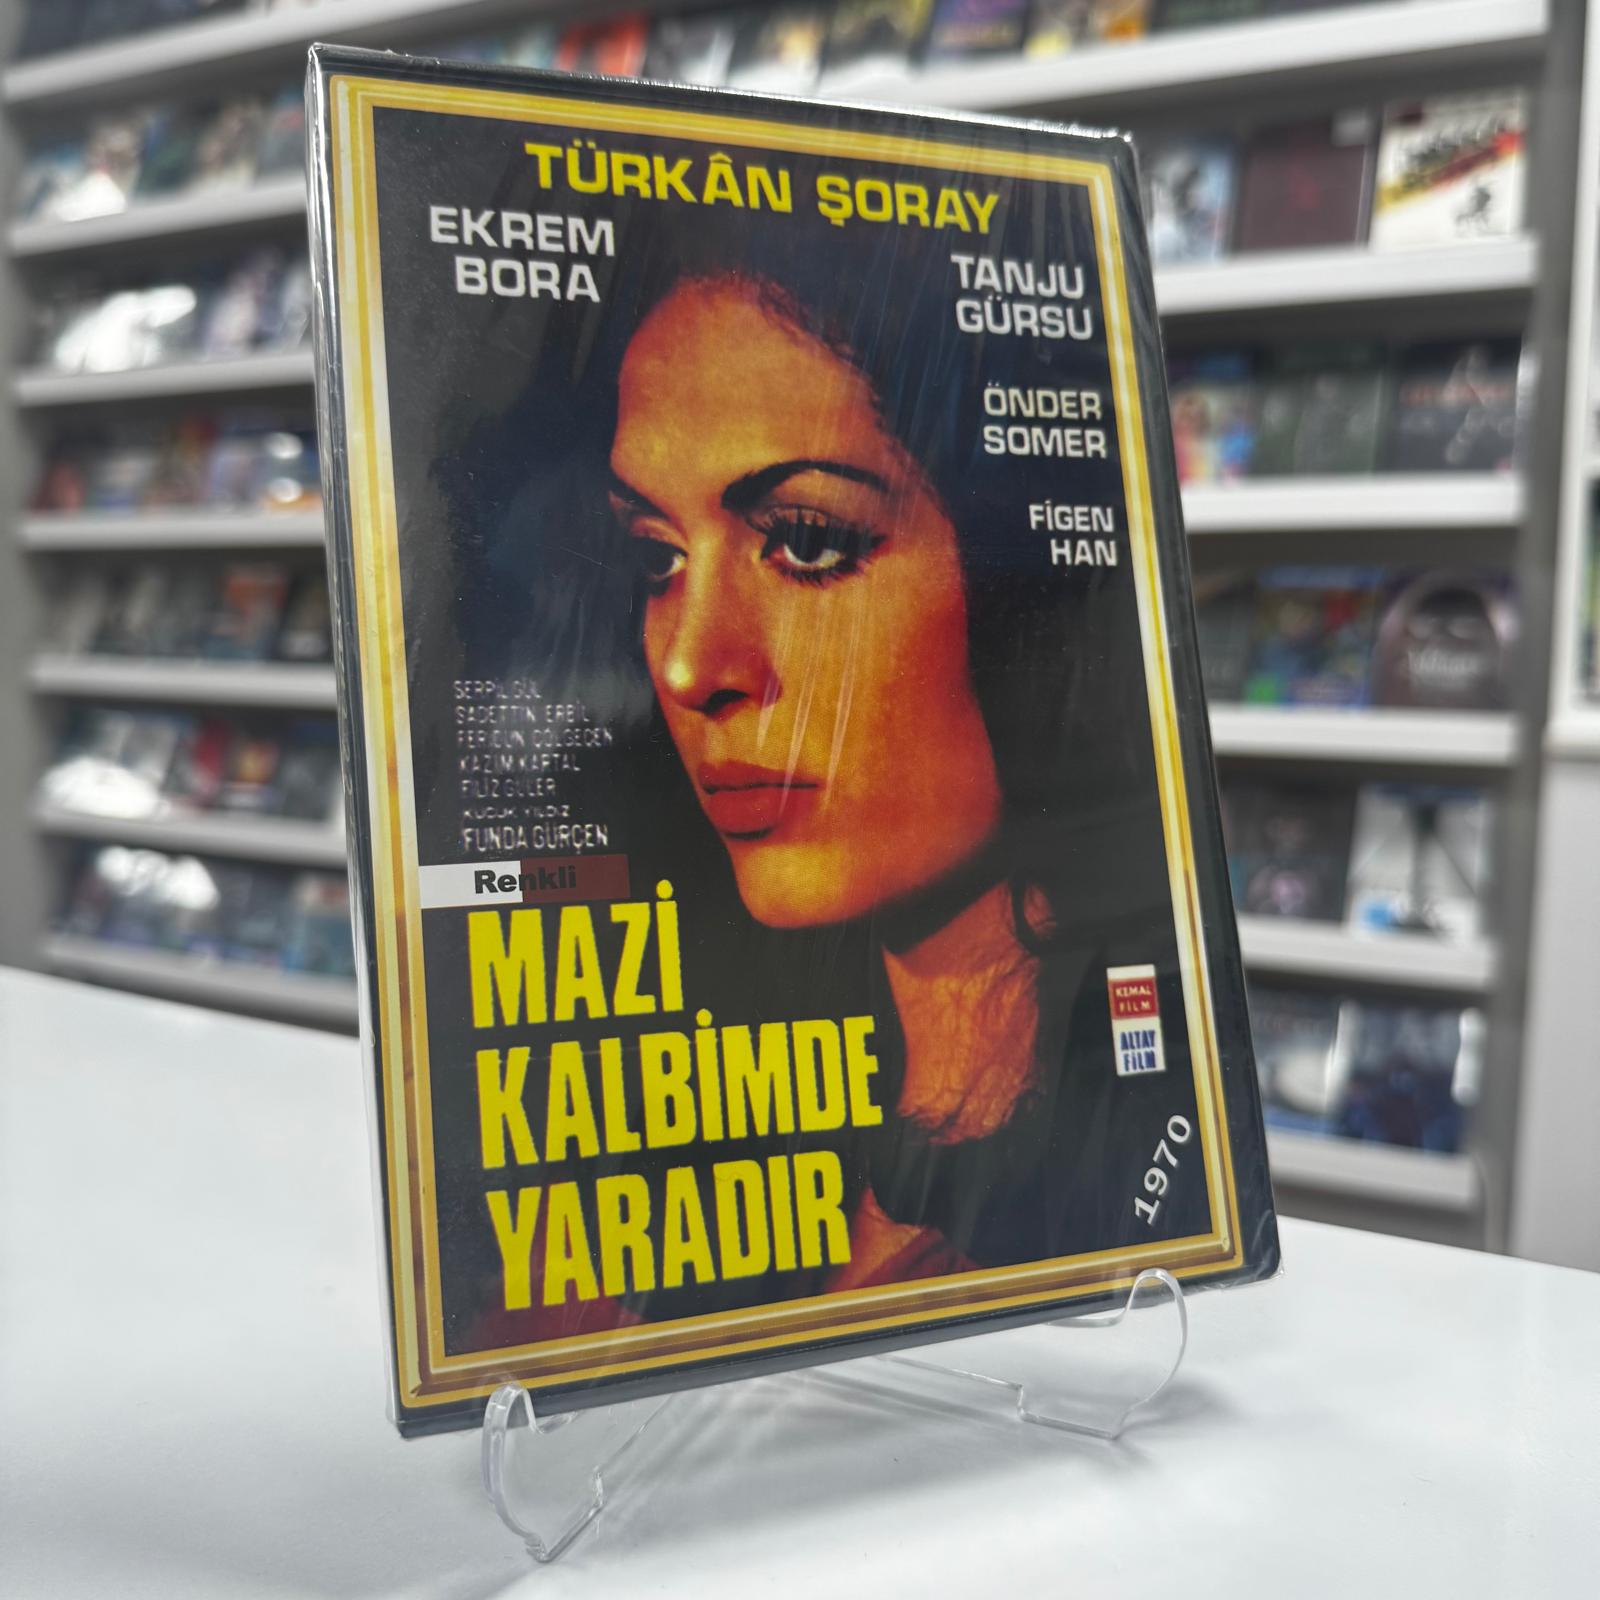 TÜRKÂN ŞORAY
EKREM
BORA
TANJU
GÜRSU
ÖNDER
SOMER
FİGEN
HAN
SERPİL GÜL
SADETTİN ERBİL
FERİDUN ÇÖLGEÇEN
KAZIM KARTAL
FİLİZ GÜLER
KÜÇÜK YILDIZ
FUNDA GÜRÇEN
Renkli
MAZİ
KALBİMDE
YARADIR
KEMAL
FİLM
ALTAY
FİLM
1970